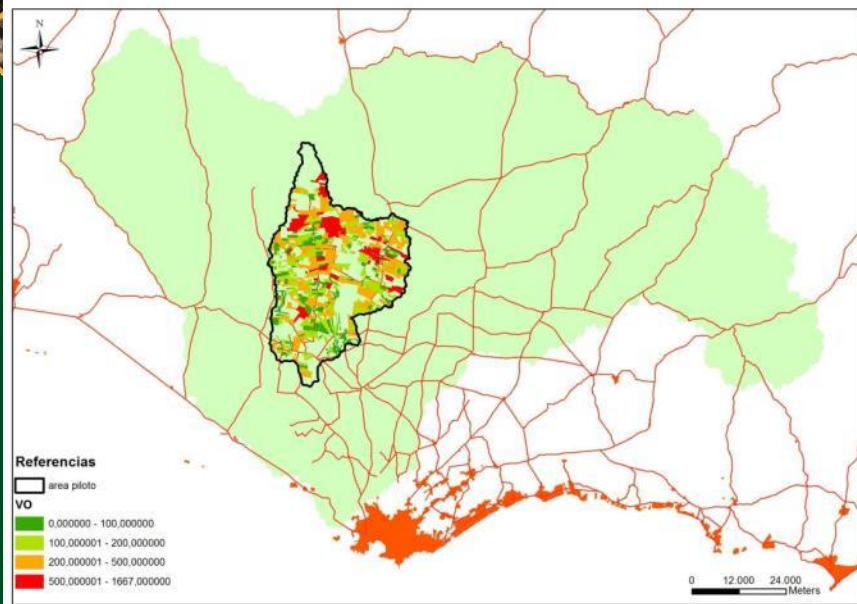 N
Referencias
area piloto
VO
0,000000 - 100,000000
100,000001 - 200,000000
200,000001 - 500,000000
500,000001 - 1667,000000
0 12.000 24.000
Meters